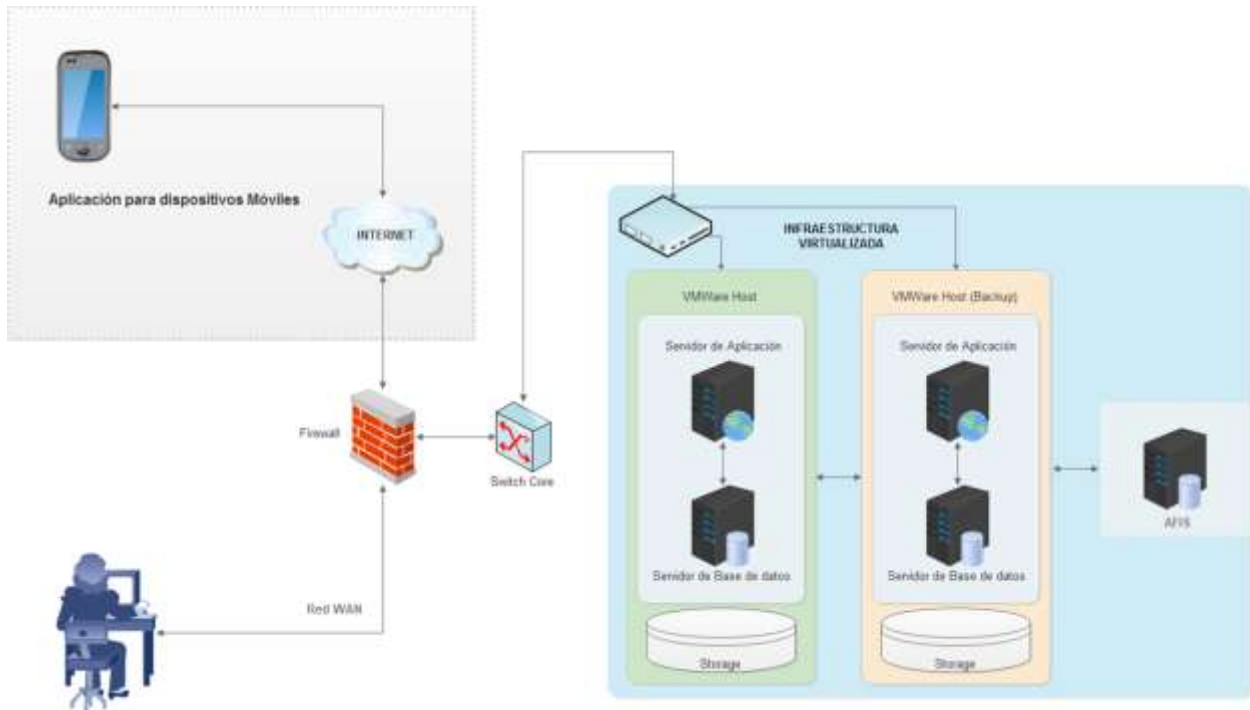 Aplicación para dispositivos Móviles
INTERNET
INFRAESTRUCTURA
VIRTUALIZADA
VMWare Host
VMWare Host (Backup)
Servidor de Aplicación
Servidor de Aplicación
Firewall
Switch Core
AFIS
Servidor de Base de datos
Servidor de Base de datos
Red WAN
Storage
Storage